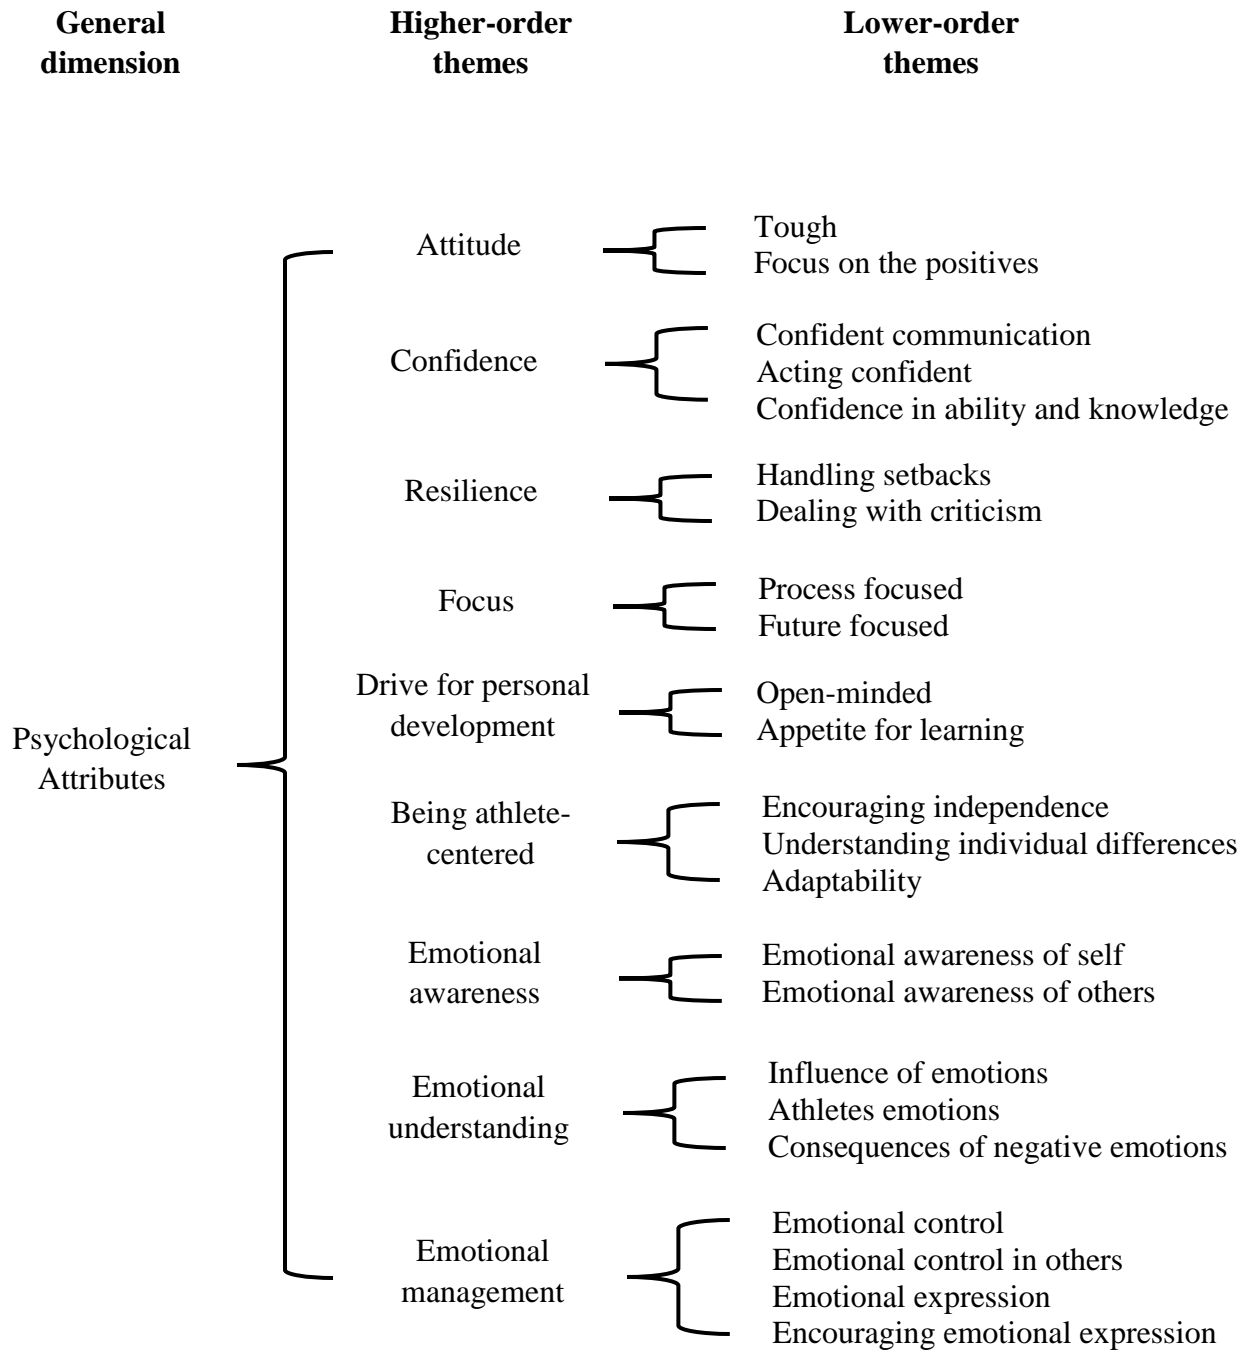 General
dimension
Higher-order
themes
Lower-order
themes
Psychological
Attributes
Attitude
Tough
Focus on the positives
Confidence
Confident communication
Acting confident
Confidence in ability and knowledge
Resilience
Handling setbacks
Dealing with criticism
Focus
Process focused
Future focused
Drive for personal
development
Open-minded
Appetite for learning
Being athlete-
centered
Encouraging independence
Understanding individual differences
Adaptability
Emotional
awareness
Emotional awareness of self
Emotional awareness of others
Emotional
understanding
Influence of emotions
Athletes emotions
Consequences of negative emotions
Emotional
management
Emotional control
Emotional control in others
Emotional expression
Encouraging emotional expression